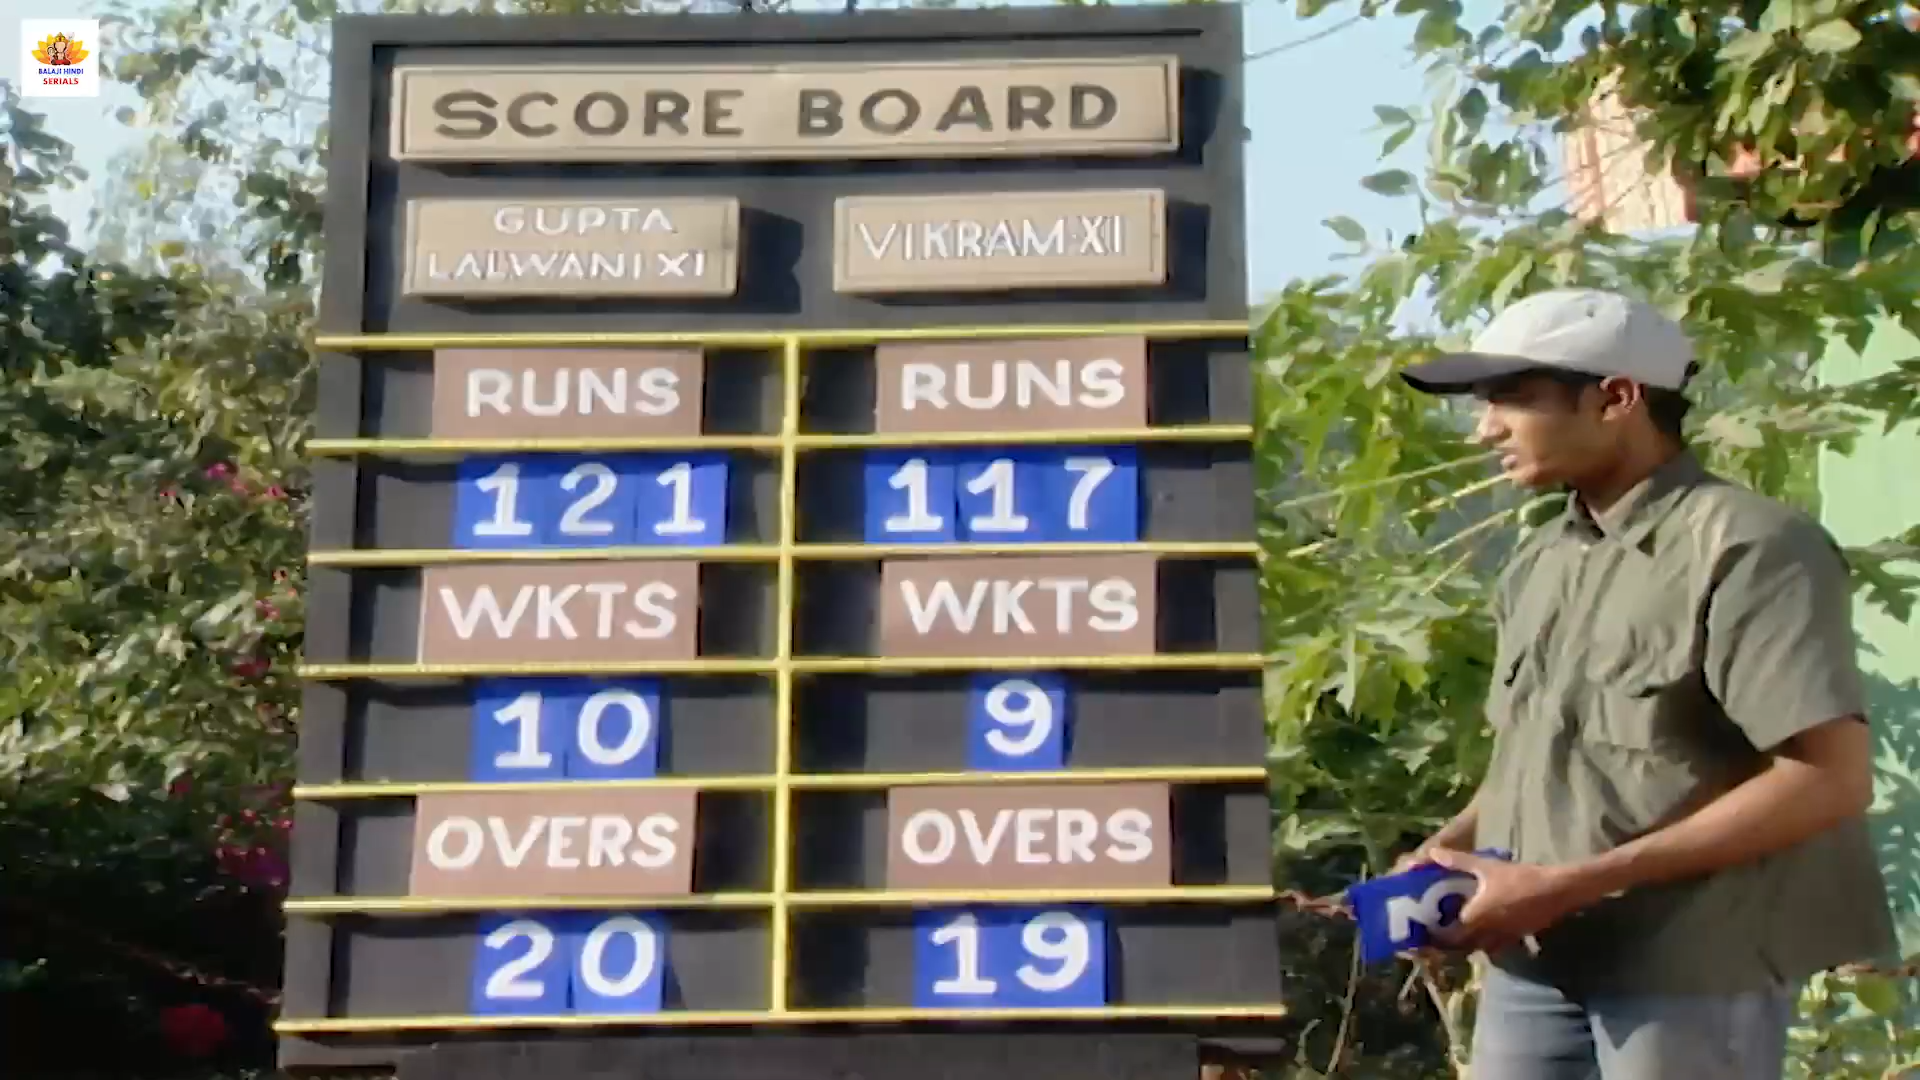 BALAJI HINDI
SERIALS
SCORE BOARD
GUPTA
LALWANI XI
VIKRAM·XI
RUNS
RUNS
121
117
WKTS
WKTS
10
9
OVERS
OVERS
20
19